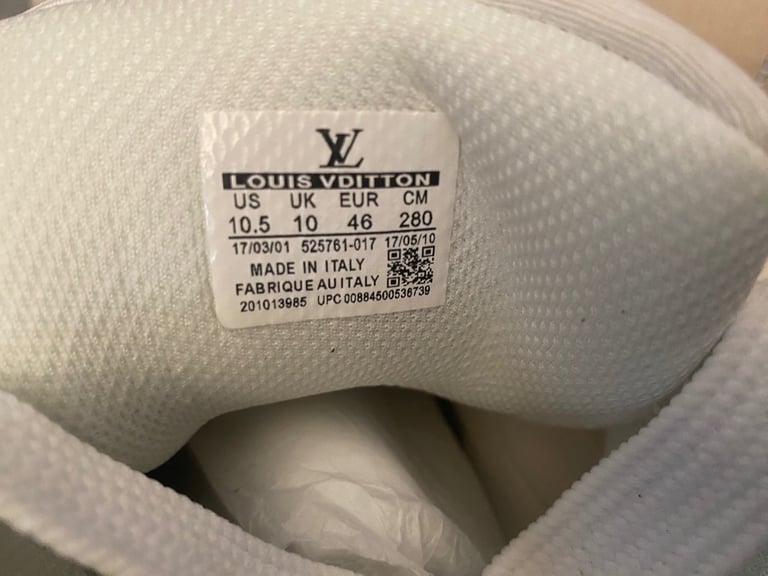 LV
LOUIS VDITTON
US UK EUR CM
10.5 10 46 280
17/03/01 525761-017 17/05/10
MADE IN ITALY
FABRIQUE AU ITALY
201013985 UPC 00884500536739